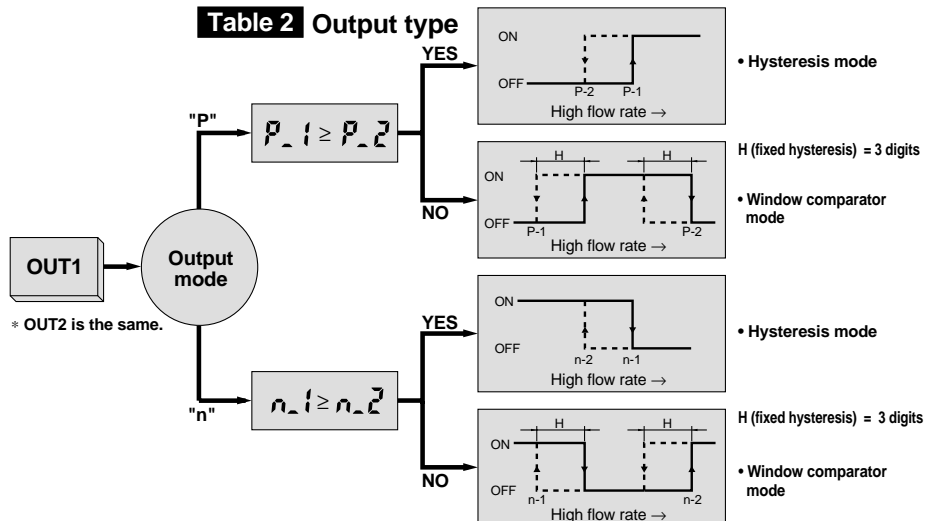 Table 2 Output type
YES
ON
OFF
P-2 P-1
High flow rate →
• Hysteresis mode
"P"
P_1 ≥ P_2
NO
H H
ON
OFF
P-1 P-2
High flow rate →
H (fixed hysteresis) = 3 digits
• Window comparator
mode
OUT1
Output
mode
* OUT2 is the same.
YES
ON
OFF
n-2 n-1
High flow rate →
• Hysteresis mode
"n"
n_1 ≥ n_2
NO
H H
ON
OFF
n-1 n-2
High flow rate →
H (fixed hysteresis) = 3 digits
• Window comparator
mode